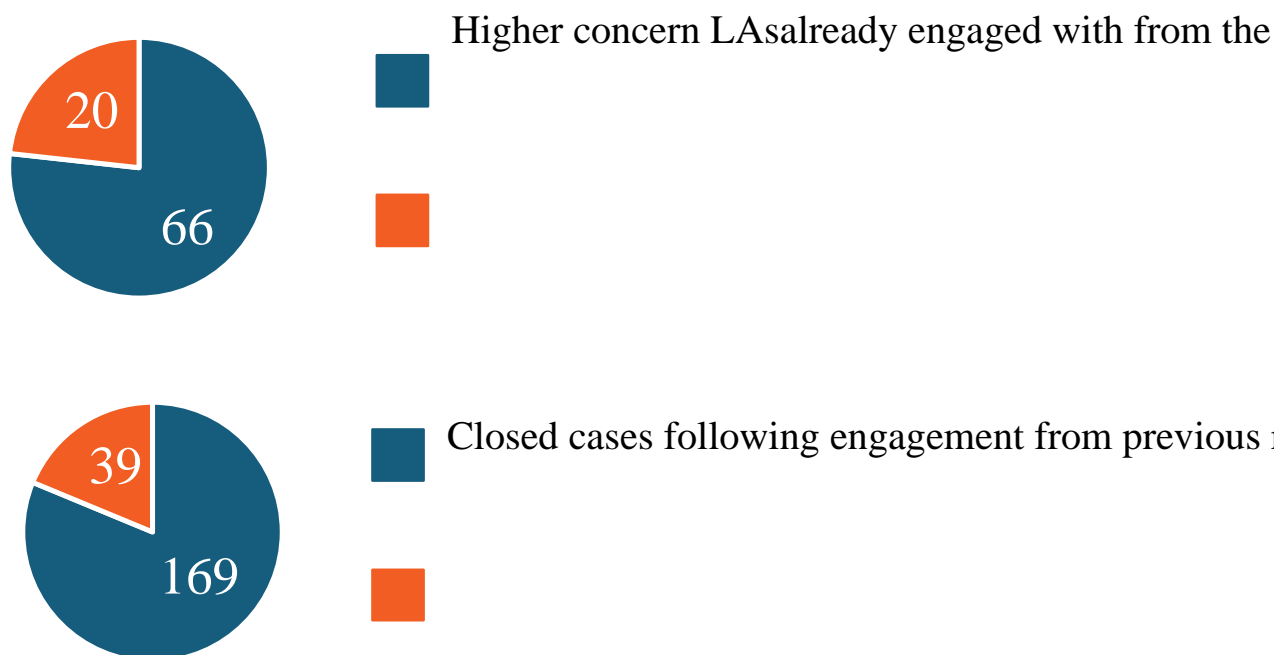 Higher concern LAsalready engaged with from the
20
66
Closed cases following engagement from previous
39
169